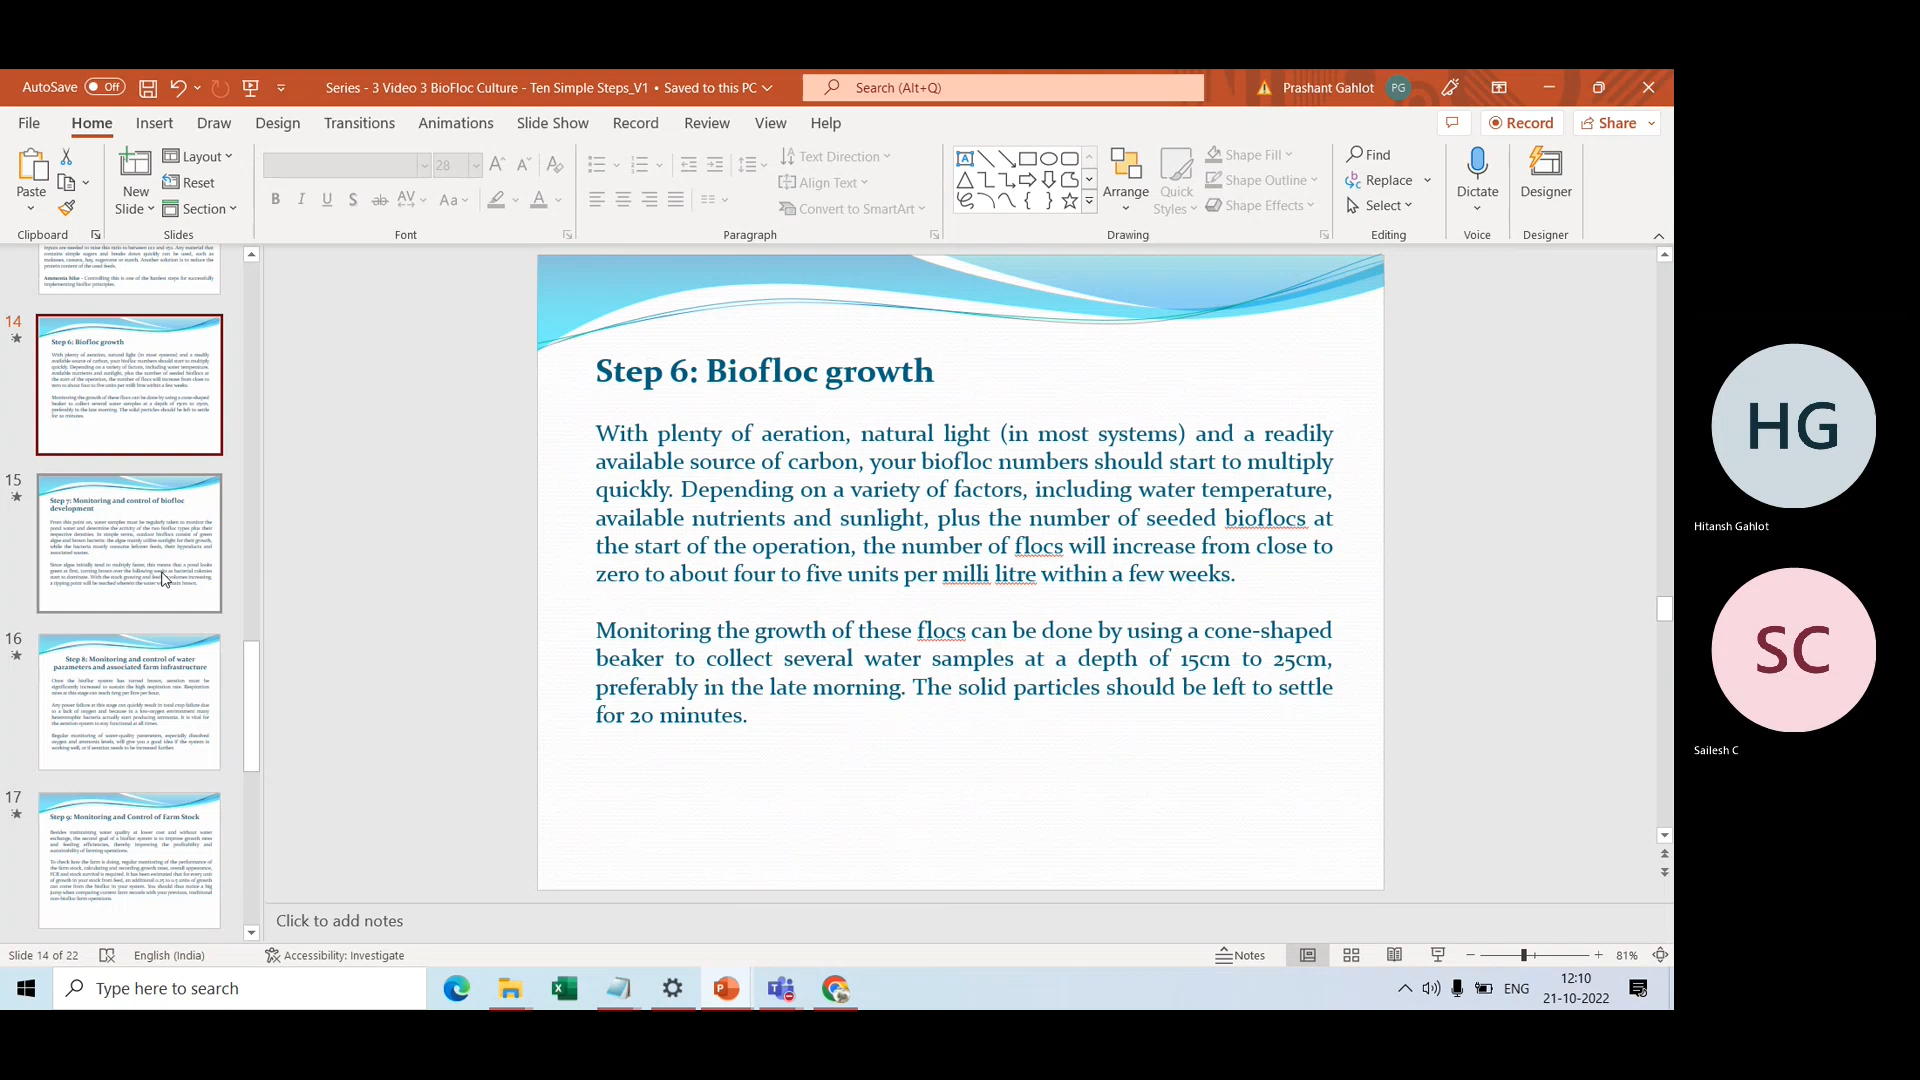 AutoSave Off Series - 3 Video 3 BioFloc Culture - Ten Simple Steps_V1 • Saved to this PC Search (Alt+Q) Prashant Gahlot PG
File Home Insert Draw Design Transitions Animations Slide Show Record Review View Help Record Share
Paste New Slide Layout Reset Section 28 Text Direction Align Text Convert to SmartArt Arrange Quick Styles Shape Fill Shape Outline Shape Effects Find Replace Select Dictate Designer
Clipboard Slides Font Paragraph Drawing Editing Voice Designer
14
Step 6: Biofloc growth
15
Step 7: Monitoring and control of biofloc
development
16
Step 8: Monitoring and control of water
parameters and associated farm infrastructure
17
Step 9: Monitoring and Control of Farm Stock
Step 6: Biofloc growth
With plenty of aeration, natural light (in most systems) and a readily
available source of carbon, your biofloc numbers should start to multiply
quickly. Depending on a variety of factors, including water temperature,
available nutrients and sunlight, plus the number of seeded bioflocs at
the start of the operation, the number of flocs will increase from close to
zero to about four to five units per milli litre within a few weeks.
Monitoring the growth of these flocs can be done by using a cone-shaped
beaker to collect several water samples at a depth of 15cm to 25cm,
preferably in the late morning. The solid particles should be left to settle
for 20 minutes.
Click to add notes
Slide 14 of 22 English (India) Accessibility: Investigate Notes 81%
Type here to search ENG 12:10
21-10-2022
HG
Hitansh Gahlot
SC
Sailesh C